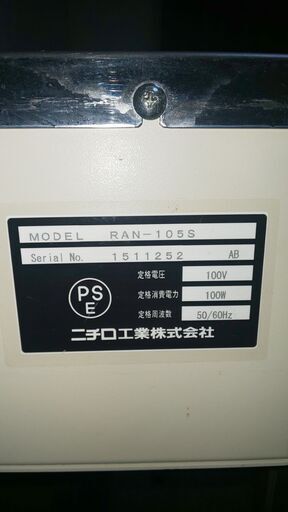 MODEL RAN-105S
Serial No. 1511252 AB
定格電圧 100V
PS
E
定格消費電力 100W
定格周波数 50/60Hz
ニチロ工業株式会社